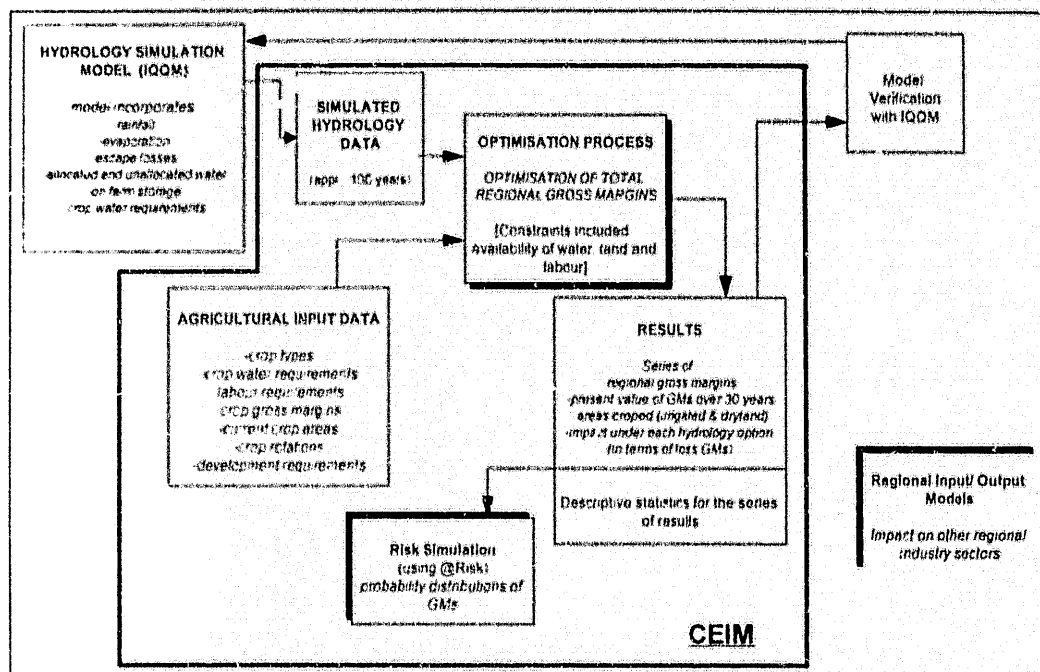 HYDROLOGY SIMULATION
MODEL (IQQM)
model incorporates
rainfall
-evaporation
escape losses
-allocated and unallocated water
on farm storage
crop water requirements
SIMULATED
HYDROLOGY
DATA
(appr. 100 years)
OPTIMISATION PROCESS
OPTIMISATION OF TOTAL
REGIONAL GROSS MARGINS
[Constraints included
Availability of water, land and
labour]
Model
Verification
with IQQM
AGRICULTURAL INPUT DATA
-crop types
-crop water requirements
labour requirements
-crop gross margins
-current crop areas
-crop rotations
-development requirements
RESULTS
Series of
regional gross margins
-present value of GMs over 30 years
areas croped (irrigated & dryland)
-impact under each hydrology option
(in terms of loss GMs)
Descriptive statistics for the series
of results
Risk Simulation
(using @Risk)
probability distributions of
GMs
Regional Input/ Output
Models
Impact on other regional
industry sectors
CEIM